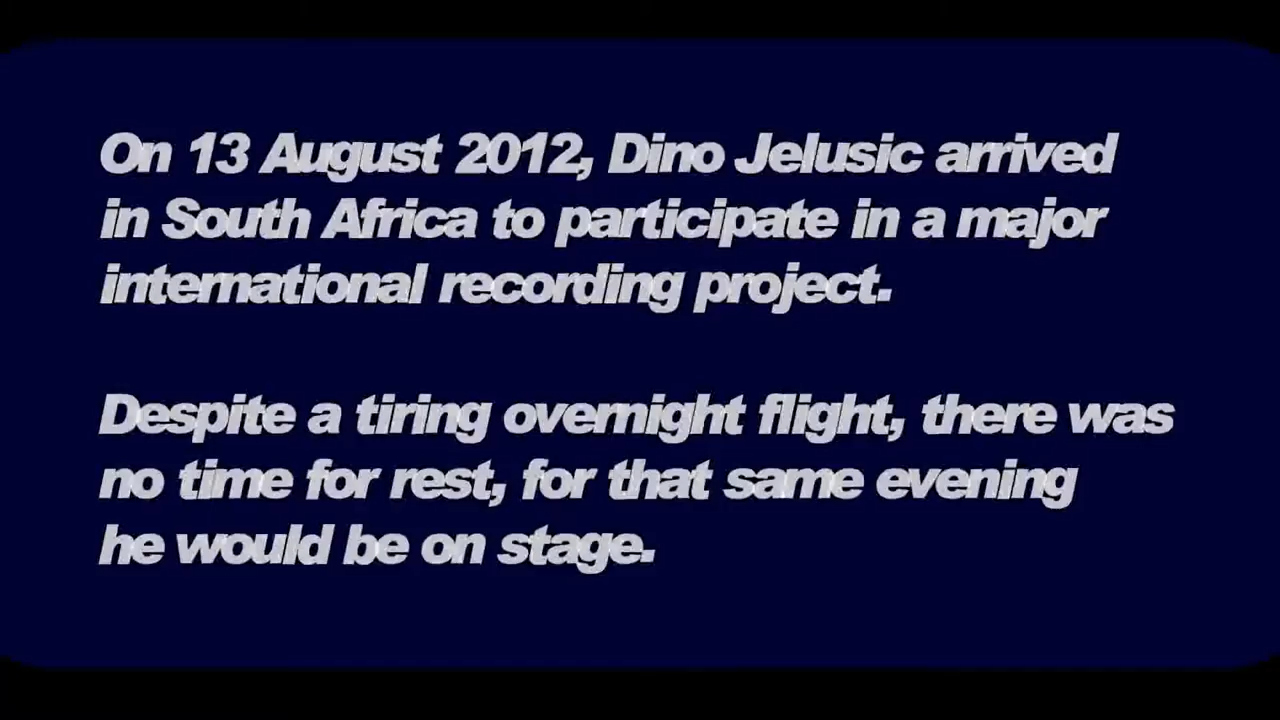 On 13 August 2012, Dino Jelusic arrived
in South Africa to participate in a major
international recording project.
Despite a tiring overnight flight, there was
no time for rest, for that same evening
he would be on stage.